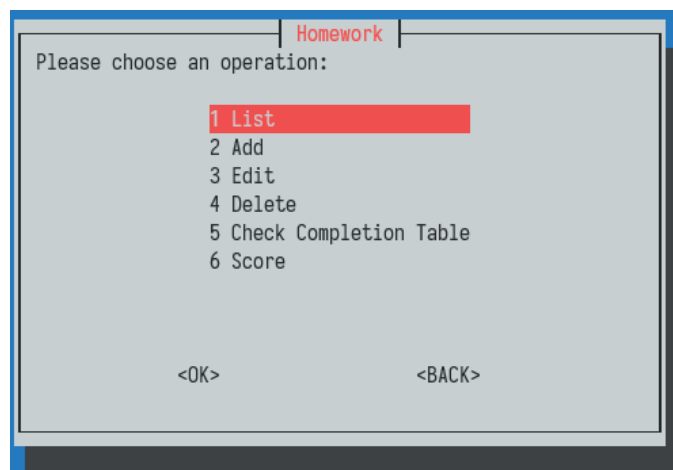 Homework
Please choose an operation:
1 List
2 Add
3 Edit
4 Delete
5 Check Completion Table
6 Score
<OK> <BACK>